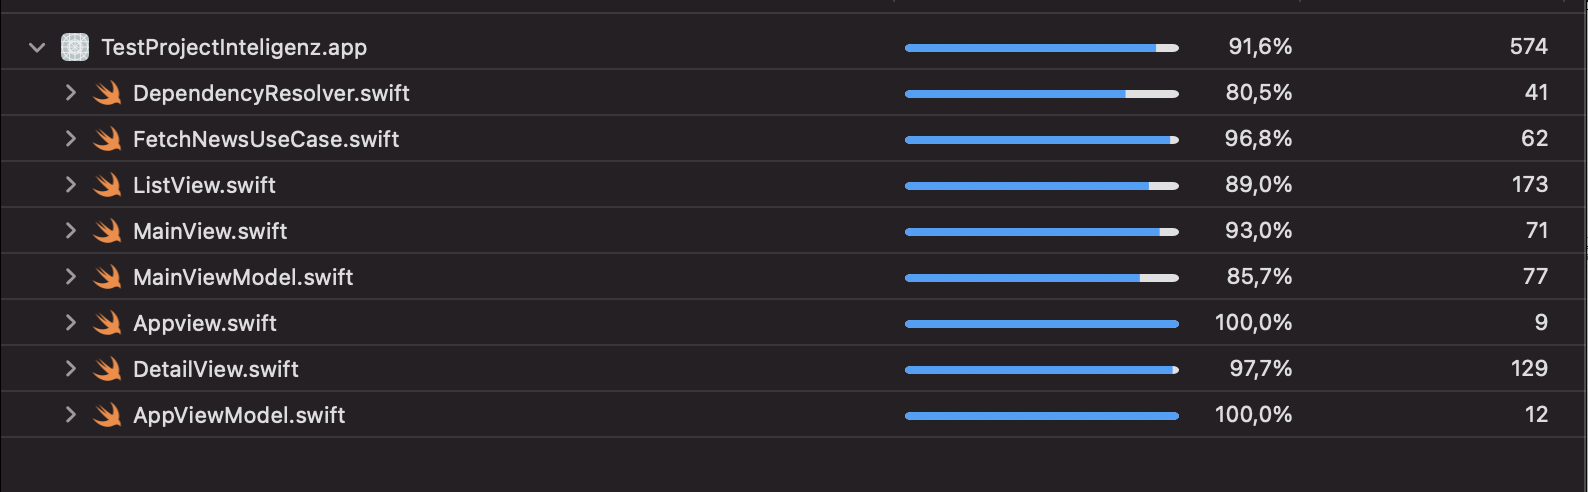 TestProjectInteligenz.app 91,6% 574
DependencyResolver.swift 80,5% 41
FetchNewsUseCase.swift 96,8% 62
ListView.swift 89,0% 173
MainView.swift 93,0% 71
MainViewModel.swift 85,7% 77
Appview.swift 100,0% 9
DetailView.swift 97,7% 129
AppViewModel.swift 100,0% 12